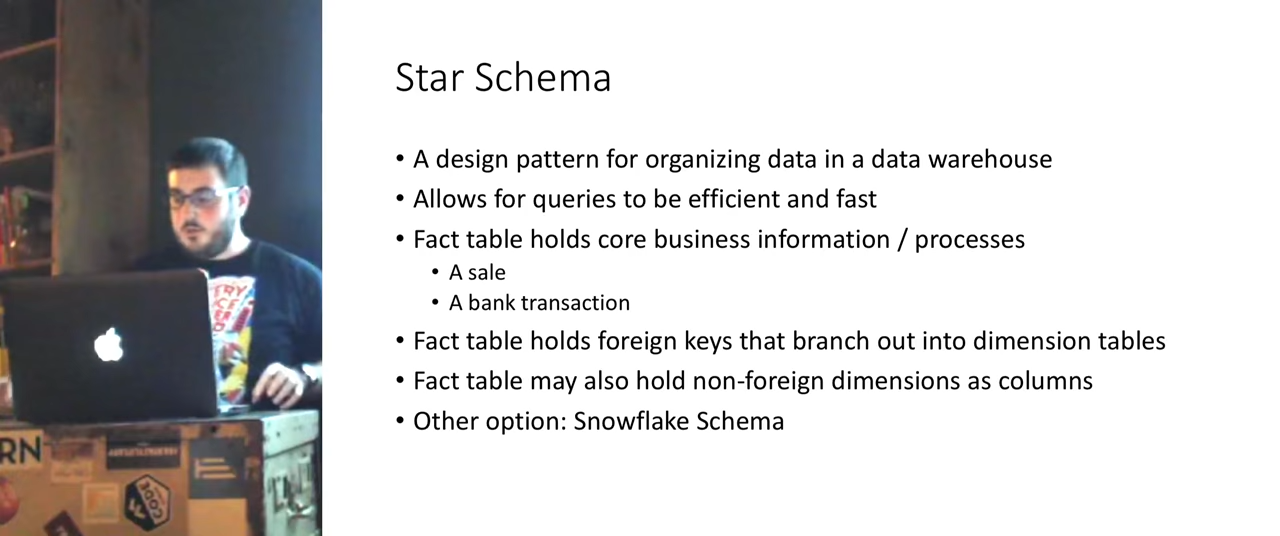 Star Schema
• A design pattern for organizing data in a data warehouse
• Allows for queries to be efficient and fast
• Fact table holds core business information / processes
• A sale
• A bank transaction
• Fact table holds foreign keys that branch out into dimension tables
• Fact table may also hold non-foreign dimensions as columns
• Other option: Snowflake Schema
RN
CODE